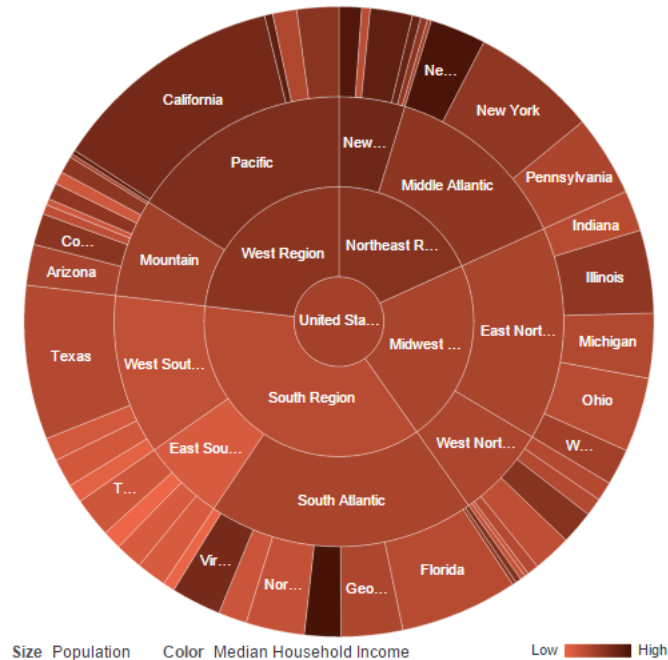 California
Ne...
New York
Pacific
New...
Middle Atlantic
Pennsylvania
Indiana
Mountain
West Region
Northeast R...
Co...
Arizona
Illinois
United Sta...
East Nort...
Texas
West Sout...
Midwest ...
Michigan
South Region
Ohio
East Sou...
West Nort...
W...
T...
South Atlantic
Vir...
Nor...
Geo...
Florida
Size Population Color Median Household Income Low High